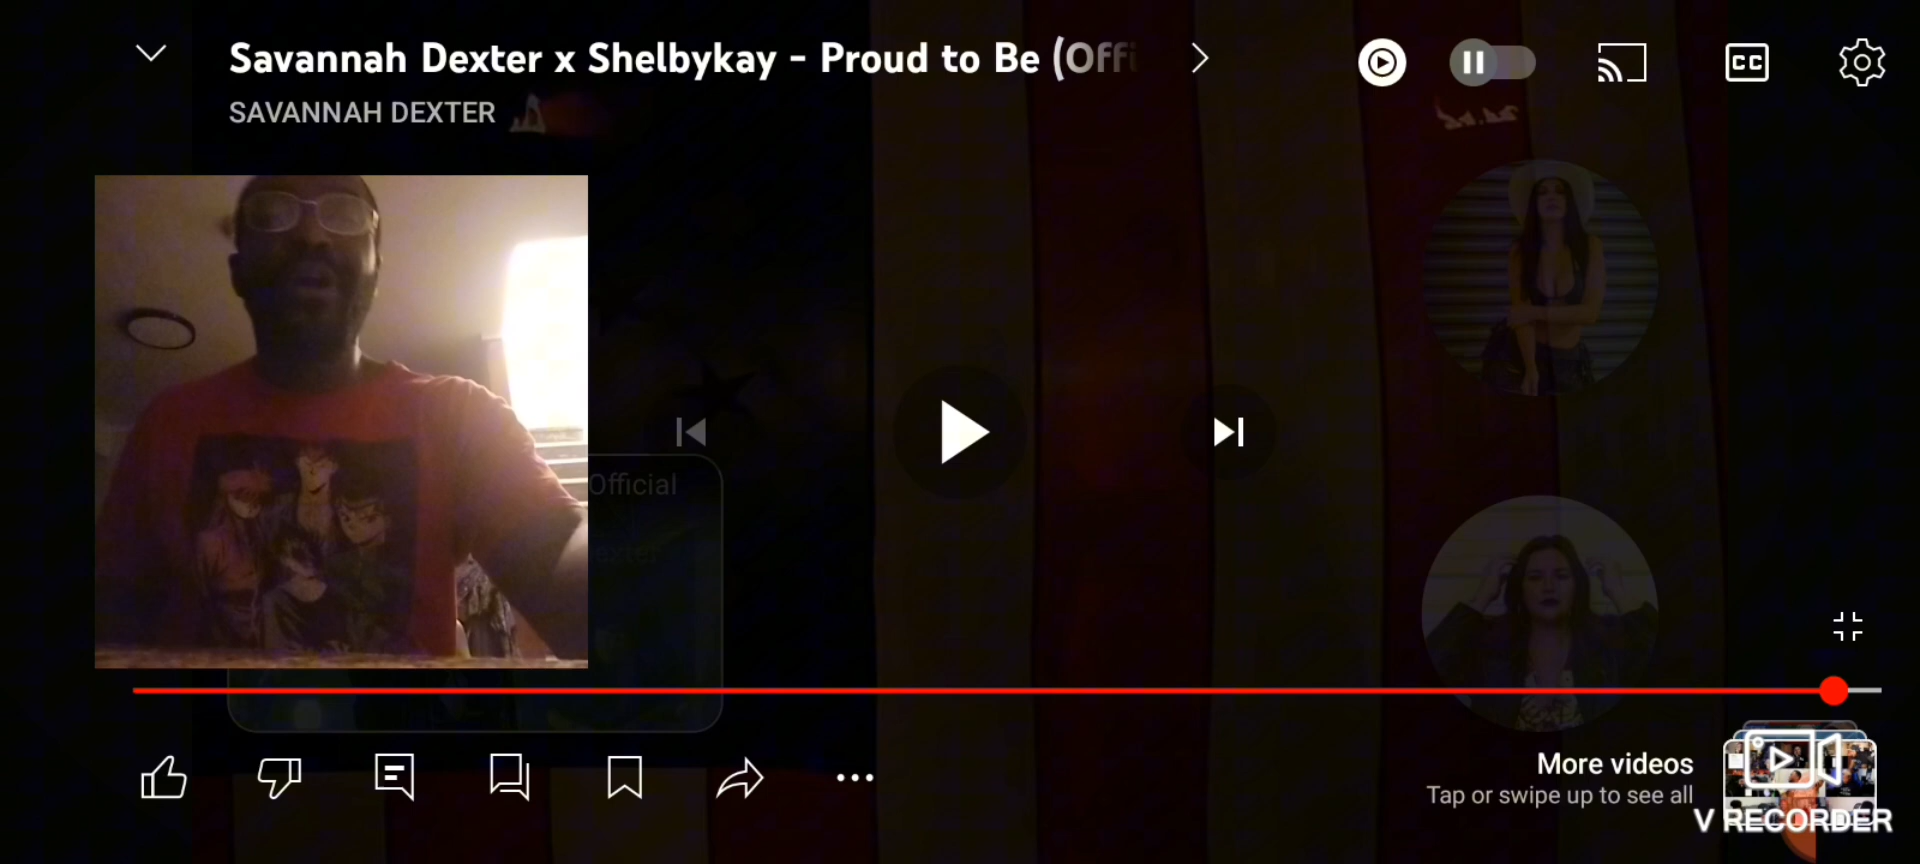 Savannah Dexter x Shelbykay - Proud to Be (Offi
SAVANNAH DEXTER
CC
Official
More videos
Tap or swipe up to see all
V RECORDER